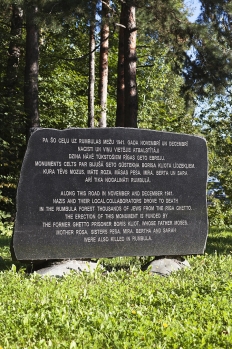 PA ŠO CEĻU UZ RUMBULAS MEŽU 1941. GADA NOVEMBRĪ UN DECEMBRĪ
NACISTI UN VIŅU VIETĒJIE ATBALSTĪTĀJI
DZINA NĀVĒ TŪKSTOŠIEM RĪGAS GETO EBREJU.
MONUMENTS CELTS PAR BIJUŠĀ GETO GŪSTEKŅA BORISA KLIOTA LĪDZEKĻIEM,
KURA TĒVS MOZUS, MĀTE ROZA, MĀSAS PESA, MIRA, BERTA UN SARA
ARĪ TIKA NOGALINĀTI RUMBULĀ.
ALONG THIS ROAD IN NOVEMBER AND DECEMBER 1941,
NAZIS AND THEIR LOCAL COLLABORATORS DROVE TO DEATH
IN THE RUMBULA FOREST THOUSANDS OF JEWS FROM THE RIGA GHETTO.
THE ERECTION OF THIS MONUMENT IS FUNDED BY
THE FORMER GHETTO PRISONER BORIS KLIOT, WHOSE FATHER MOSES,
MOTHER ROSA, SISTERS PESA, MIRA, BERTHA AND SARAH
WERE ALSO KILLED IN RUMBULA.